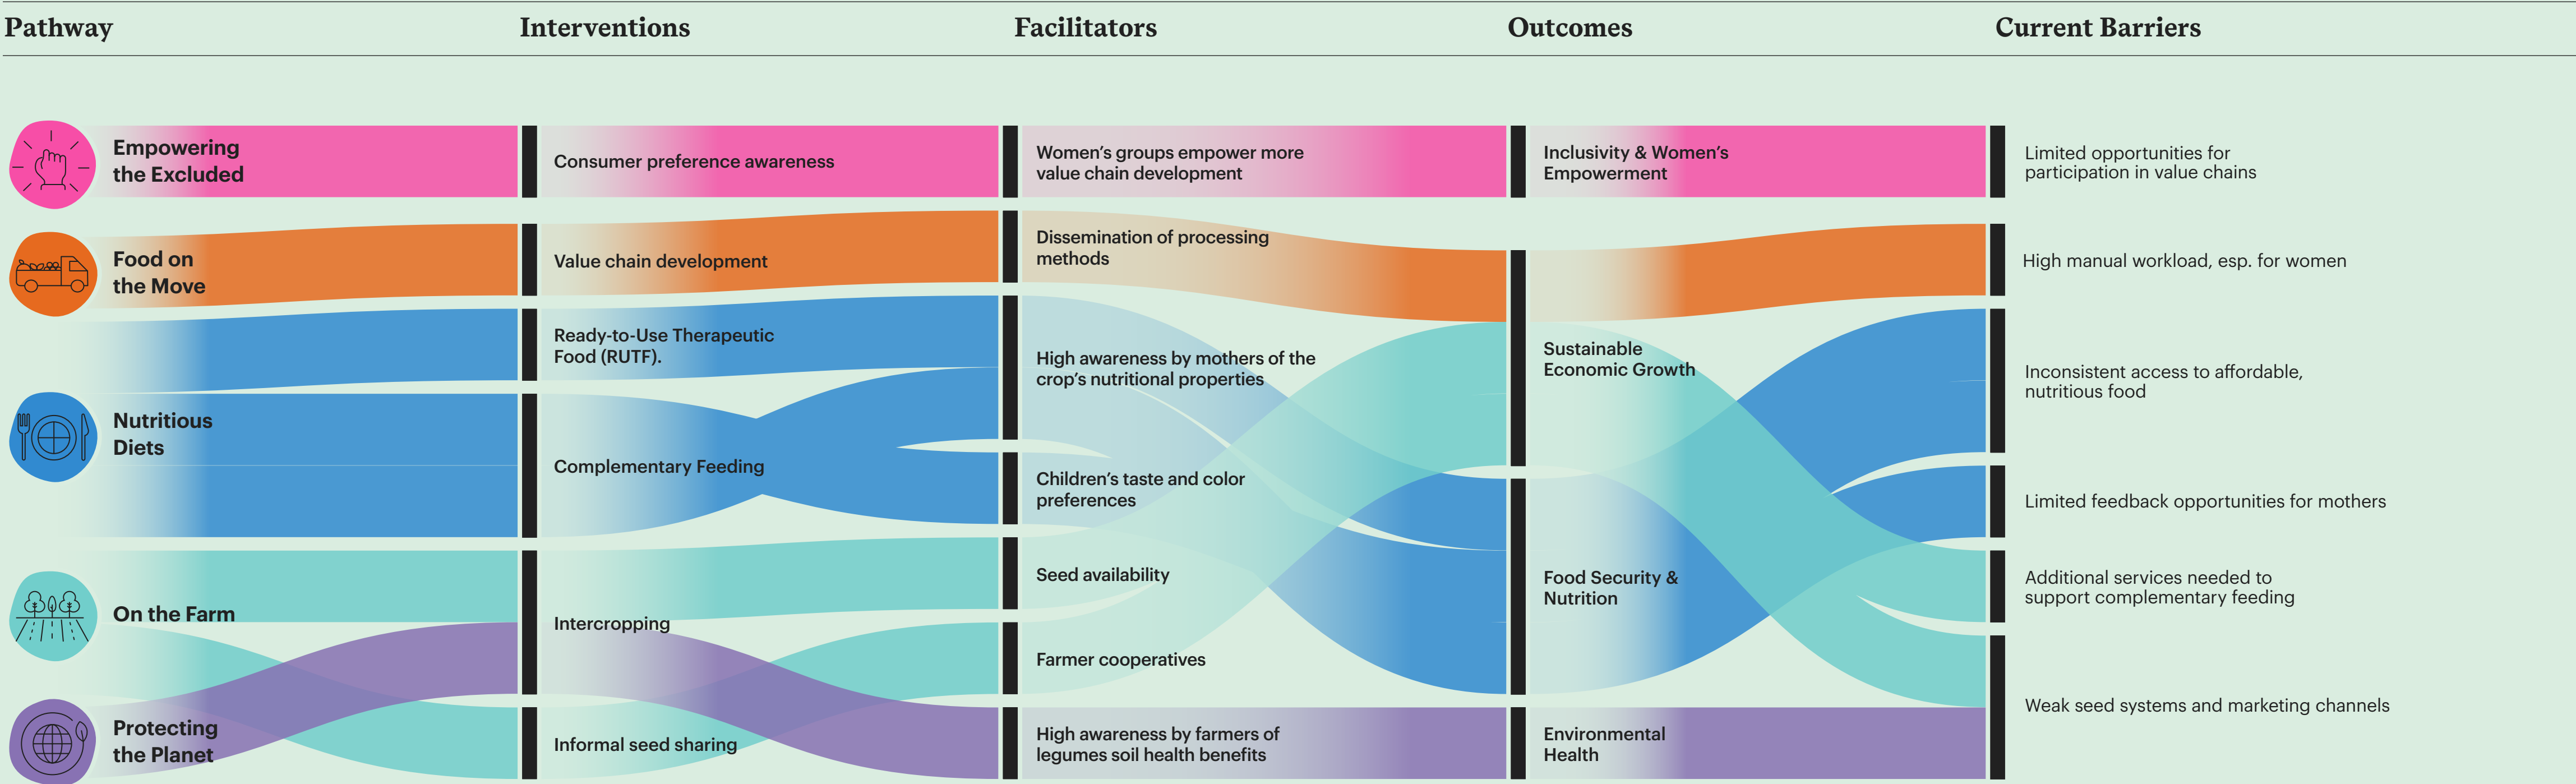 Pathway
Interventions
Facilitators
Outcomes
Current Barriers
Empowering
the Excluded
Consumer preference awareness
Women's groups empower more
value chain development
Inclusivity & Women's
Empowerment
Limited opportunities for
participation in value chains
Food on
the Move
Value chain development
Dissemination of processing
methods
High manual workload, esp. for women
Ready-to-Use Therapeutic
Food (RUTF).
High awareness by mothers of the
crop's nutritional properties
Sustainable
Economic Growth
Inconsistent access to affordable,
nutritious food
Nutritious
Diets
Complementary Feeding
Children's taste and color
preferences
Limited feedback opportunities for mothers
On the Farm
Intercropping
Seed availability
Food Security &
Nutrition
Additional services needed to
support complementary feeding
Farmer cooperatives
Weak seed systems and marketing channels
Protecting
the Planet
Informal seed sharing
High awareness by farmers of
legumes soil health benefits
Environmental
Health